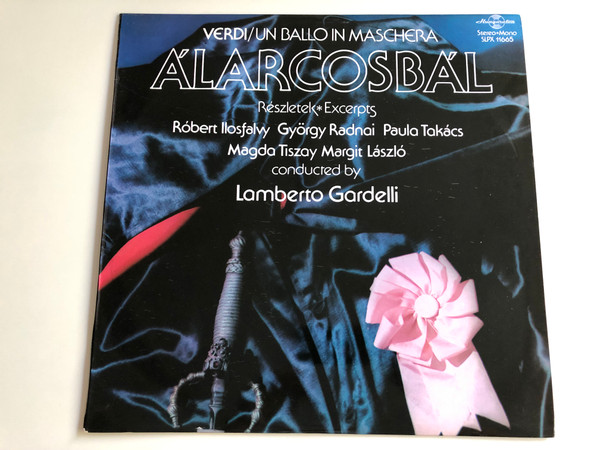 VERDI/UN BALLO IN MASCHERA
ÁLARCOSBÁL
Részletek*Excerpts
Róbert Ilosfalvy György Radnai Paula Takács
Magda Tiszay Margit László
conducted by
Lamberto Gardelli
Hungaroton
Stereo-Mono
SLPX 11665